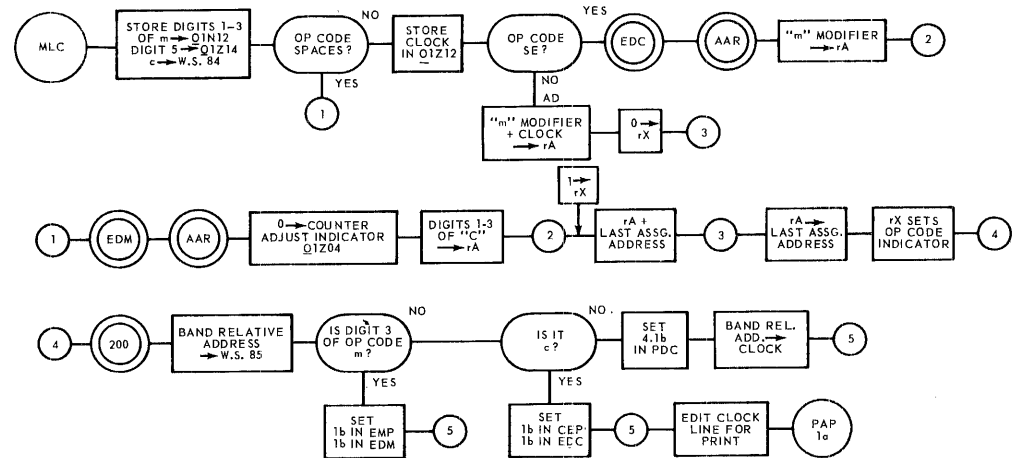 MLC
STORE DIGITS 1-3
OF m→O1N12
DIGIT 5→O1Z14
c→W.S. 84
OP CODE
SPACES?
NO
YES
1
STORE
CLOCK
IN O1Z12
OP CODE
SE?
YES
NO
AD
EDC
AAR
"m" MODIFIER
→rA
2
"m" MODIFIER
+ CLOCK
→ rA
0→
rX
3
1→
rX
1
EDM
AAR
0→COUNTER
ADJUST INDICATOR
O1Z04
DIGITS 1-3
OF "C"
→rA
2
rA +
LAST ASSG.
ADDRESS
3
rA→
LAST ASSG.
ADDRESS
rX SETS
OP CODE
INDICATOR
4
4
200
BAND RELATIVE
ADDRESS
→W.S. 85
IS DIGIT 3
OF OP CODE
m?
NO
YES
IS IT
c?
NO.
YES
SET
4.1b
IN PDC
BAND REL.
ADD.→
CLOCK
5
SET
1b IN EMP
1b IN EDM
5
SET
1b IN CEP
1b IN EDC
5
EDIT CLOCK
LINE FOR
PRINT
PAP
1a